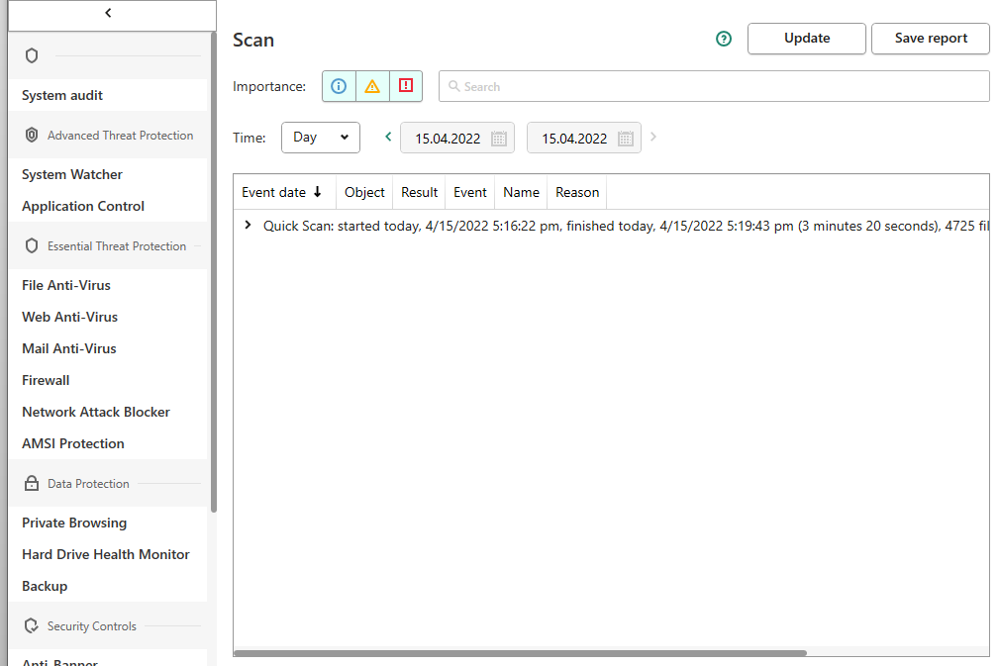 Scan
Update
Save report
Importance:
Search
Time:
Day
15.04.2022
15.04.2022
Event date
Object
Result
Event
Name
Reason
Quick Scan: started today, 4/15/2022 5:16:22 pm, finished today, 4/15/2022 5:19:43 pm (3 minutes 20 seconds), 4725 fil
System audit
Advanced Threat Protection
System Watcher
Application Control
Essential Threat Protection
File Anti-Virus
Web Anti-Virus
Mail Anti-Virus
Firewall
Network Attack Blocker
AMSI Protection
Data Protection
Private Browsing
Hard Drive Health Monitor
Backup
Security Controls
Anti-Banner